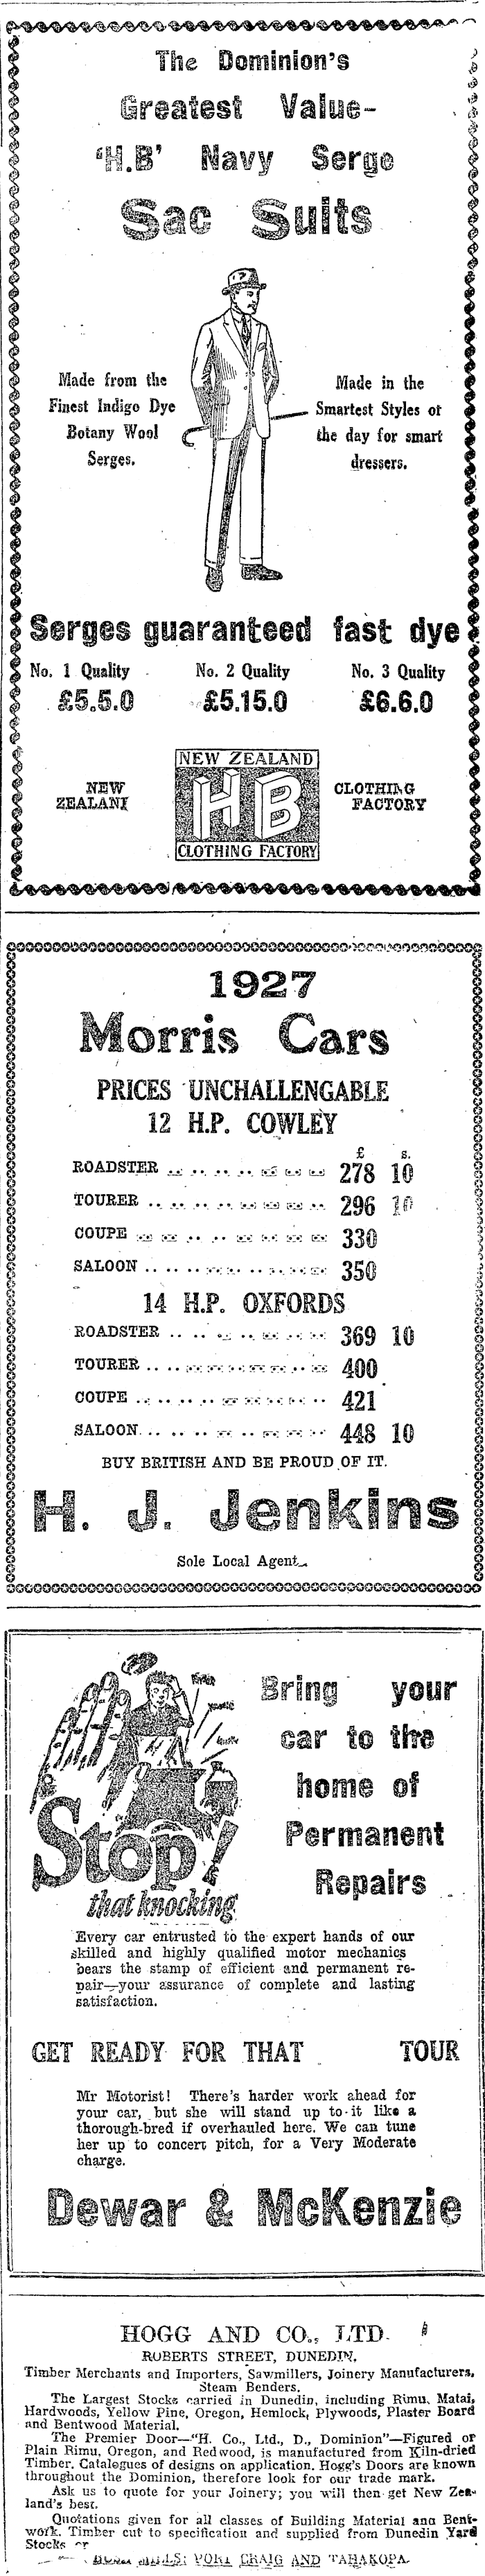 The Dominion's
Greatest Value-
'H.B' Navy Serge
Sac Suits
Made from the
Finest Indigo Dye
Botany Wool
Serges.
Made in the
Smartest Styles of
the day for smart
dressers.
Serges guaranteed fast dye
No. 1 Quality No. 2 Quality No. 3 Quality
£5.5.0 £5.15.0 £6.6.0
NEW
ZEALAND
NEW ZEALAND
HB
CLOTHING FACTORY
CLOTHING
FACTORY
1927
Morris Cars
PRICES UNCHALLENGABLE
12 H.P. COWLEY
£ s.
ROADSTER .. .. .. .. .. .. .. .. 278 10
TOURER .. .. .. .. .. .. .. .. 296 10
COUPE .. .. .. .. .. .. .. .. 330
SALOON .. .. .. .. .. .. .. .. 350
14 H.P. OXFORDS
ROADSTER .. .. .. .. .. .. .. 369 10
TOURER .. .. .. .. .. .. .. .. 400
COUPE .. .. .. .. .. .. .. .. 421
SALOON .. .. .. .. .. .. .. .. 448 10
BUY BRITISH AND BE PROUD OF IT.
H. J. Jenkins
Sole Local Agent.
Stop!
that knocking
Bring your
car to the
home of
Permanent
Repairs
Every car entrusted to the expert hands of our
skilled and highly qualified motor mechanics
bears the stamp of efficient and permanent re-
pair—your assurance of complete and lasting
satisfaction.
GET READY FOR THAT TOUR
Mr Motorist! There's harder work ahead for
your car, but she will stand up to it like a
thorough-bred if overhauled here. We can tune
her up to concert pitch, for a Very Moderate
charge.
Dewar & McKenzie
HOGG AND CO., LTD.
ROBERTS STREET, DUNEDIN.
Timber Merchants and Importers, Sawmillers, Joinery Manufacturers,
Steam Benders.
The Largest Stocks carried in Dunedin, including Rimu, Matai,
Hardwoods, Yellow Pine, Oregon, Hemlock, Plywoods, Plaster Board
and Bentwood Material.
The Premier Door—"H. Co., Ltd., D., Dominion"—Figured or
Plain Rimu, Oregon, and Redwood, is manufactured from Kiln-dried
Timber. Catalogues of designs on application. Hogg's Doors are known
throughout the Dominion, therefore look for our trade mark.
Ask us to quote for your Joinery; you will then get New Zea-
land's best.
Quotations given for all classes of Building Material and Bent-
work. Timber cut to specification and supplied from Dunedin Yard
Stocks or
MILLS: PORT CRAIG AND TAHAKOPA.